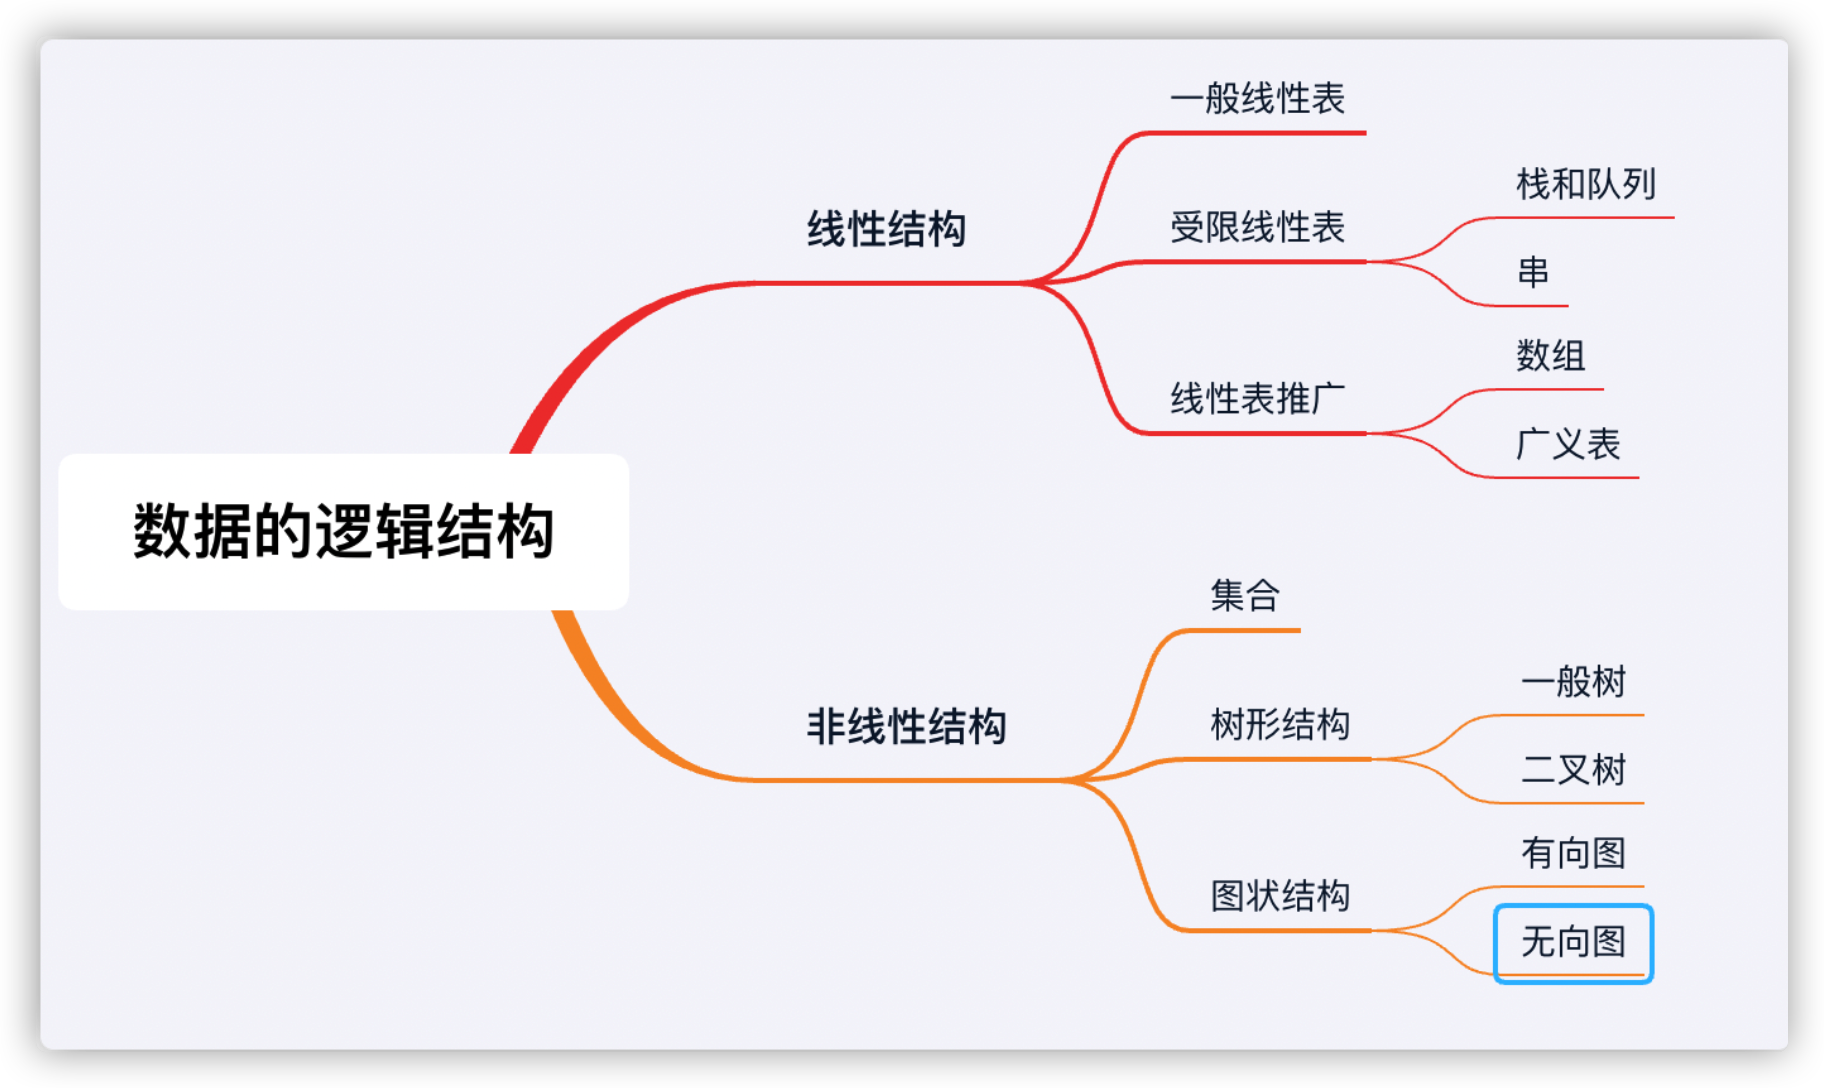 数据的逻辑结构
线性结构
一般线性表
受限线性表
栈和队列
串
线性表推广
数组
广义表
非线性结构
集合
树形结构
一般树
二叉树
图状结构
有向图
无向图